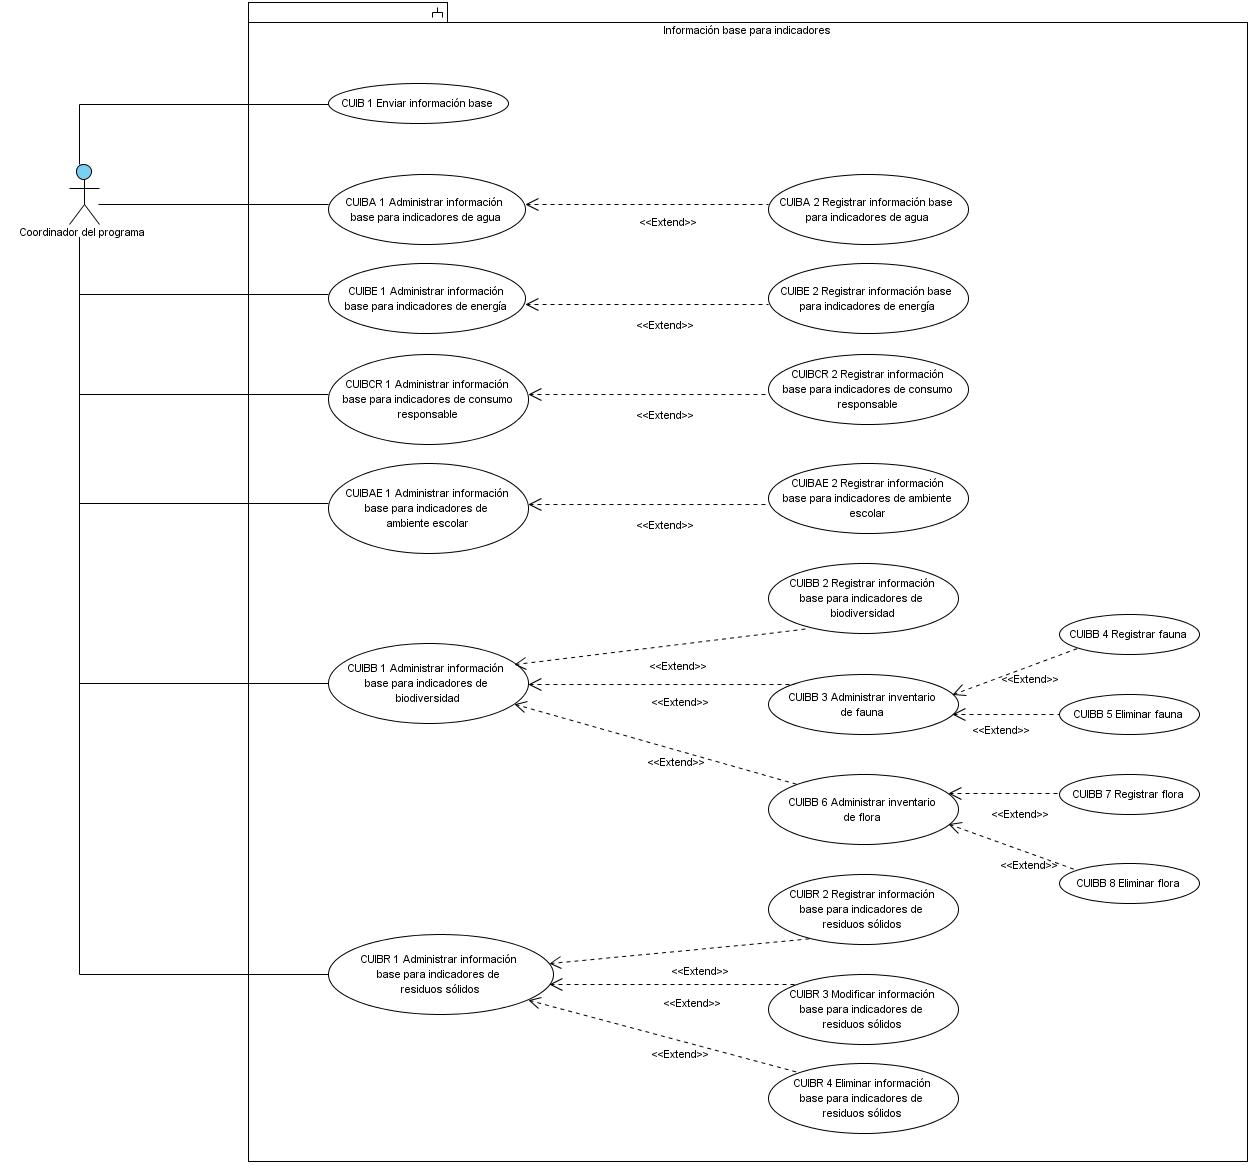 Información base para indicadores
CUIB 1 Enviar información base
Coordinador del programa
CUIBA 1 Administrar información
base para indicadores de agua
<<Extend>>
CUIBA 2 Registrar información base
para indicadores de agua
CUIBE 1 Administrar información
base para indicadores de energía
<<Extend>>
CUIBE 2 Registrar información base
para indicadores de energía
CUIBCR 1 Administrar información
base para indicadores de consumo
responsable
<<Extend>>
CUIBCR 2 Registrar información
base para indicadores de consumo
responsable
CUIBAE 1 Administrar información
base para indicadores de
ambiente escolar
<<Extend>>
CUIBAE 2 Registrar información
base para indicadores de ambiente
escolar
CUIBB 1 Administrar información
base para indicadores de
biodiversidad
<<Extend>>
<<Extend>>
<<Extend>>
CUIBB 2 Registrar información
base para indicadores de
biodiversidad
CUIBB 3 Administrar inventario
de fauna
<<Extend>>
<<Extend>>
CUIBB 4 Registrar fauna
CUIBB 5 Eliminar fauna
CUIBB 6 Administrar inventario
de flora
<<Extend>>
<<Extend>>
CUIBB 7 Registrar flora
CUIBB 8 Eliminar flora
CUIBR 1 Administrar información
base para indicadores de
residuos sólidos
<<Extend>>
<<Extend>>
<<Extend>>
CUIBR 2 Registrar información
base para indicadores de
residuos sólidos
CUIBR 3 Modificar información
base para indicadores de
residuos sólidos
CUIBR 4 Eliminar información
base para indicadores de
residuos sólidos